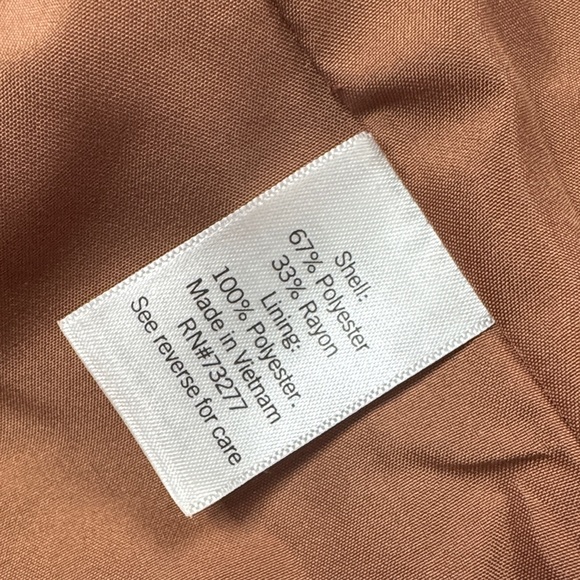 Shell:
67% Polyester
33% Rayon
Lining:
100% Polyester.
Made in Vietnam
RN#73277
See reverse for care